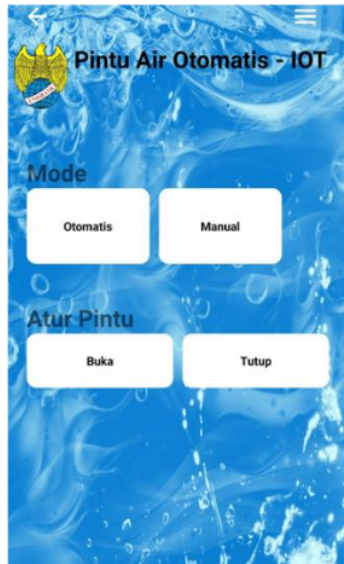 Pintu Air Otomatis - IOT
Mode
Otomatis Manual
Atur Pintu
Buka Tutup